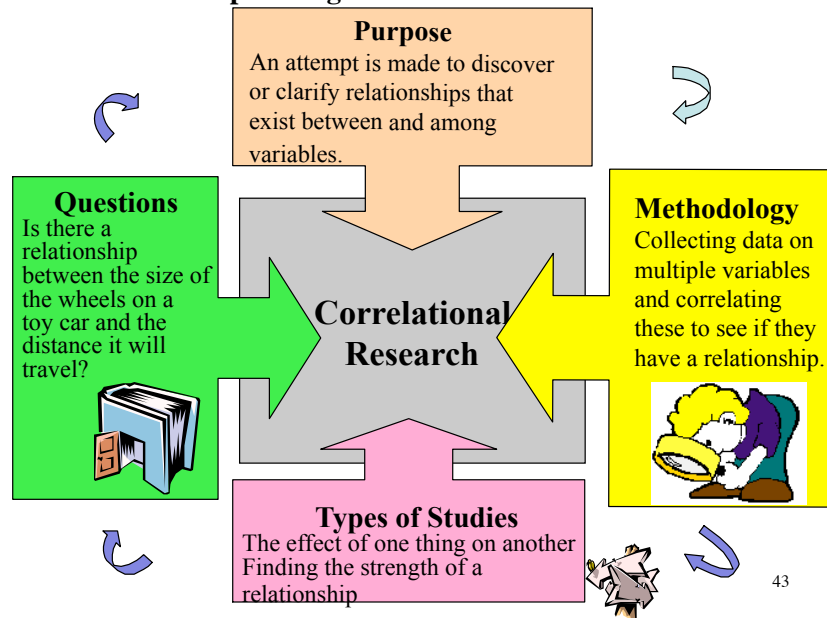 Purpose
An attempt is made to discover
or clarify relationships that
exist between and among
variables.
Questions
Is there a
relationship
between the size of
the wheels on a
toy car and the
distance it will
travel?
Correlational
Research
Methodology
Collecting data on
multiple variables
and correlating
these to see if they
have a relationship.
Types of Studies
The effect of one thing on another
Finding the strength of a
relationship
43